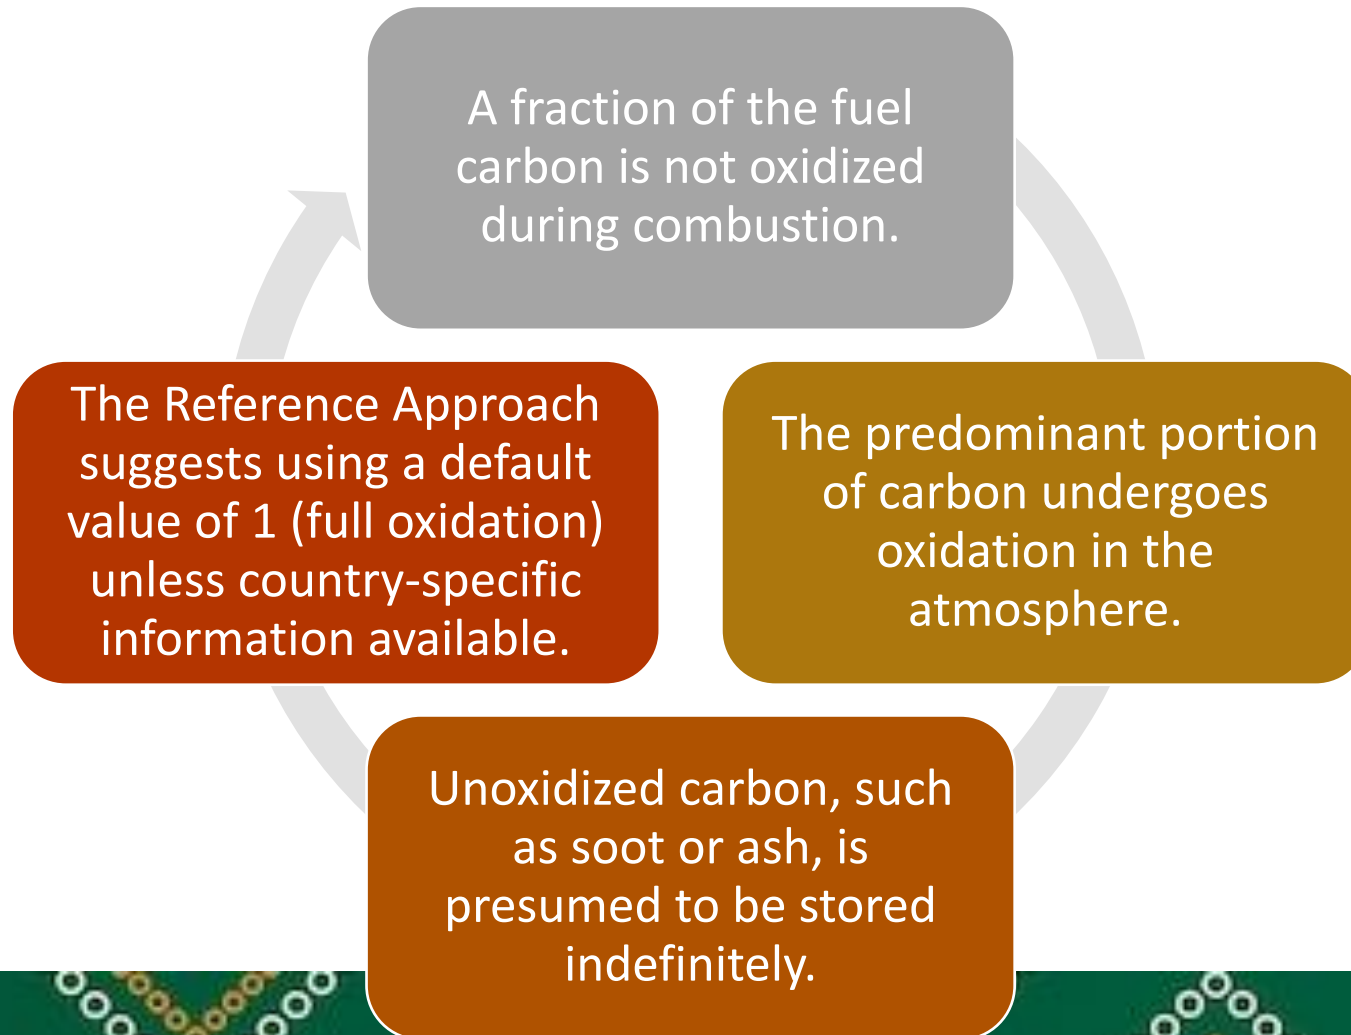 A fraction of the fuel
carbon is not oxidized
during combustion.
The predominant portion
of carbon undergoes
oxidation in the
atmosphere.
Unoxidized carbon, such
as soot or ash, is
presumed to be stored
indefinitely.
The Reference Approach
suggests using a default
value of 1 (full oxidation)
unless country-specific
information available.